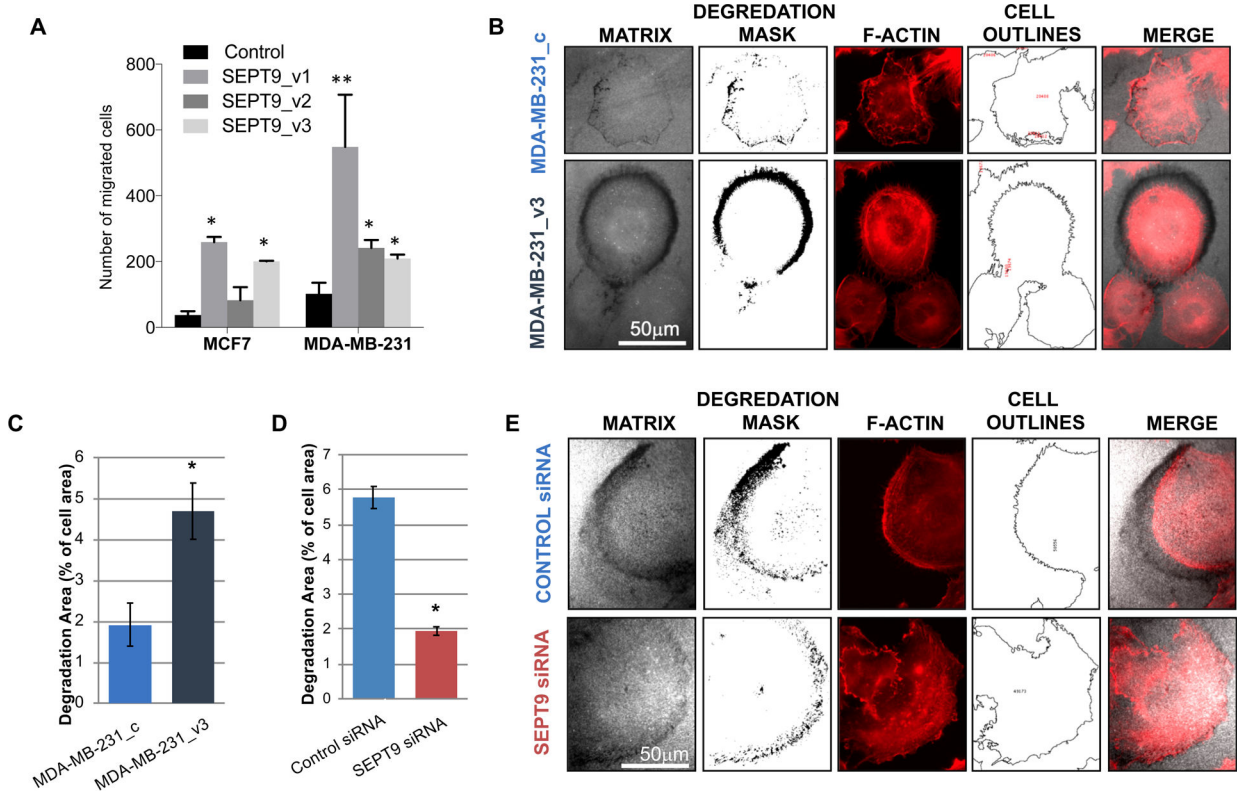 A
Control
SEPT9_v1
SEPT9_v2
SEPT9_v3
Number of migrated cells
800
600
400
200
0
**
*
*
*
*
MCF7
MDA-MB-231
B
MATRIX
DEGREDATION
MASK
F-ACTIN
CELL
OUTLINES
MERGE
MDA-MB-231_c
MDA-MB-231_v3
50µm
C
Degradation Area (% of cell area)
6
5
4
3
2
1
0
*
MDA-MB-231_c
MDA-MB-231_v3
D
Degradation Area (% of cell area)
7
6
5
4
3
2
1
0
*
Control siRNA
SEPT9 siRNA
E
MATRIX
DEGREDATION
MASK
F-ACTIN
CELL
OUTLINES
MERGE
CONTROL siRNA
SEPT9 siRNA
50µm